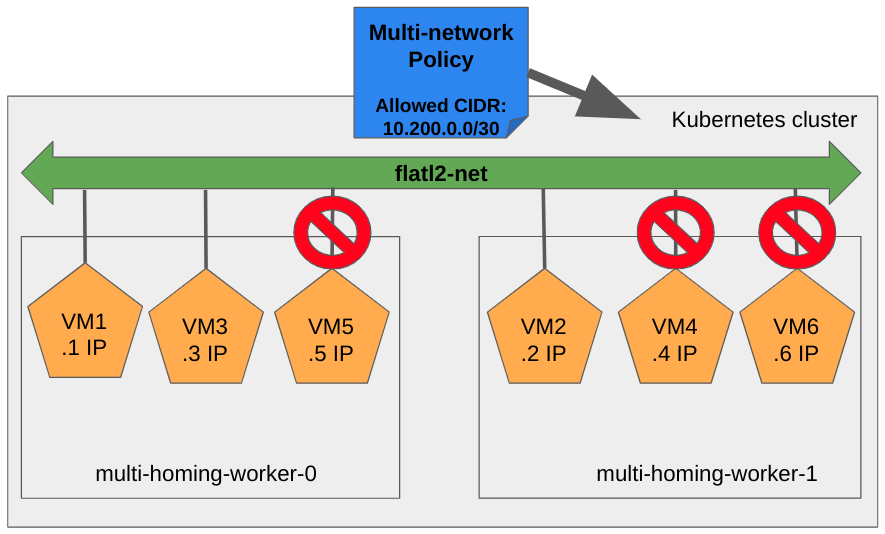 Multi-network
Policy
Allowed CIDR:
10.200.0.0/30
Kubernetes cluster
flatl2-net
VM1
.1 IP
VM3
.3 IP
VM5
.5 IP
VM2
.2 IP
VM4
.4 IP
VM6
.6 IP
multi-homing-worker-0
multi-homing-worker-1